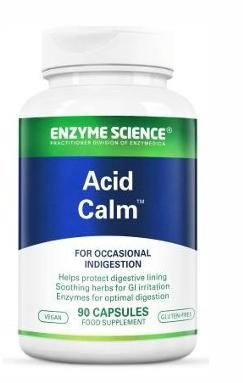 ENZYME SCIENCE®
PRACTITIONER DIVISION OF ENZYMEDICA
Acid
Calm™
FOR OCCASIONAL
INDIGESTION
Helps protect digestive lining
Soothing herbs for GI irritation
Enzymes for optimal digestion
VEGAN
90 CAPSULES
GLUTEN-FREE
FOOD SUPPLEMENT